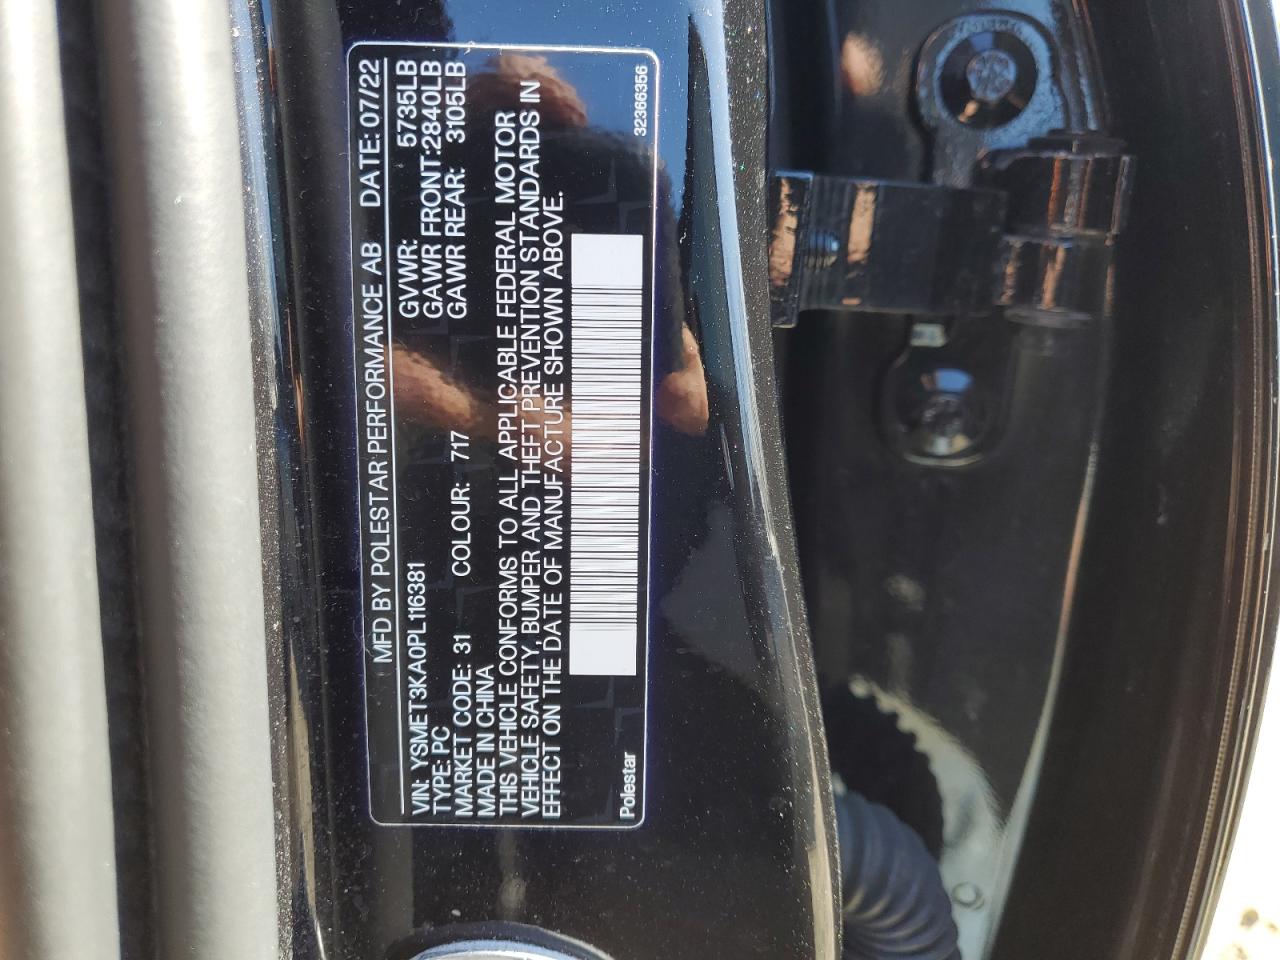 MFD BY POLESTAR PERFORMANCE AB DATE: 07/22
VIN: YSMET3KA0PL116381 GVWR: 5735LB
TYPE: PC GAWR FRONT:2840LB
MARKET CODE: 31 COLOUR: 717 GAWR REAR: 3105LB
MADE IN CHINA
THIS VEHICLE CONFORMS TO ALL APPLICABLE FEDERAL MOTOR
VEHICLE SAFETY, BUMPER AND THEFT PREVENTION STANDARDS IN
EFFECT ON THE DATE OF MANUFACTURE SHOWN ABOVE.
Polestar 32366356